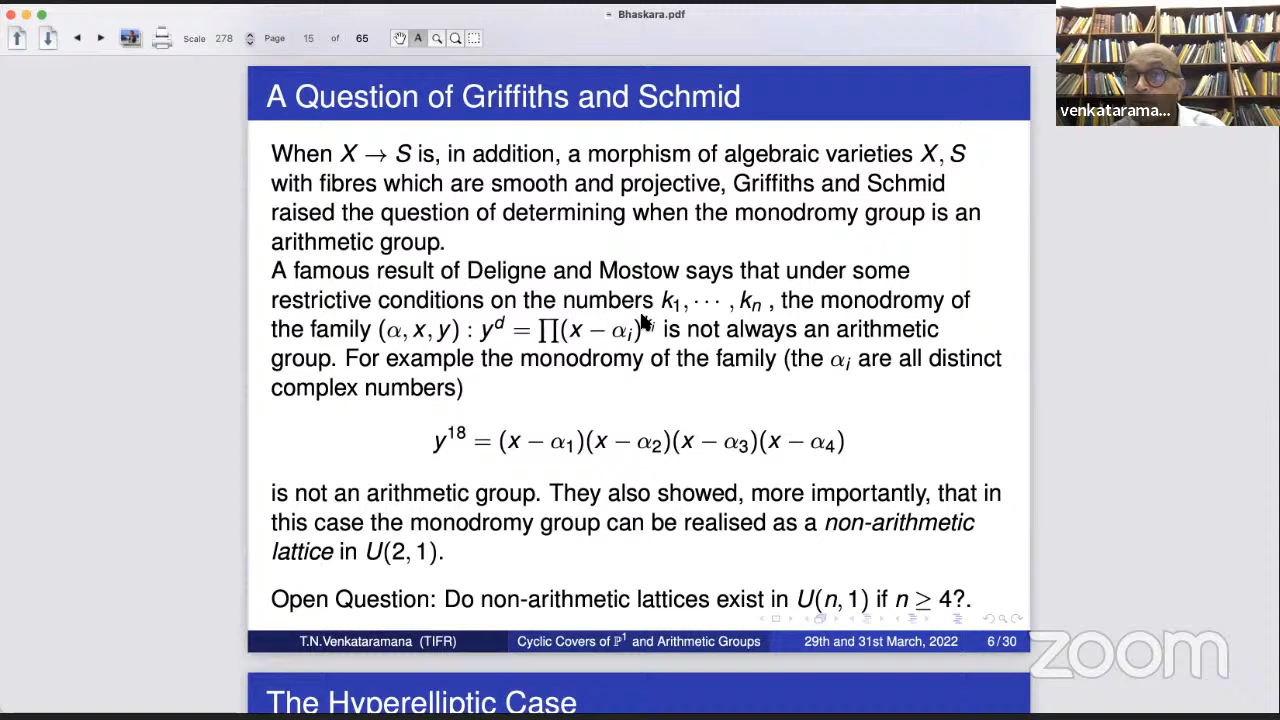 Bhaskara.pdf
Scale 278 Page 15 of 65
venkatarama...
A Question of Griffiths and Schmid
When X → S is, in addition, a morphism of algebraic varieties X, S
with fibres which are smooth and projective, Griffiths and Schmid
raised the question of determining when the monodromy group is an
arithmetic group.
A famous result of Deligne and Mostow says that under some
restrictive conditions on the numbers k₁, ⋯ , kₙ , the monodromy of
the family (α, x, y) : yᵈ = ∏(x − αᵢ) is not always an arithmetic
group. For example the monodromy of the family (the αᵢ are all distinct
complex numbers)
y¹⁸ = (x − α₁)(x − α₂)(x − α₃)(x − α₄)
is not an arithmetic group. They also showed, more importantly, that in
this case the monodromy group can be realised as a non-arithmetic
lattice in U(2, 1).
Open Question: Do non-arithmetic lattices exist in U(n, 1) if n ≥ 4?.
T.N.Venkataramana (TIFR) Cyclic Covers of ℙ¹ and Arithmetic Groups 29th and 31st March, 2022 6 / 30
zoom
The Hyperelliptic Case